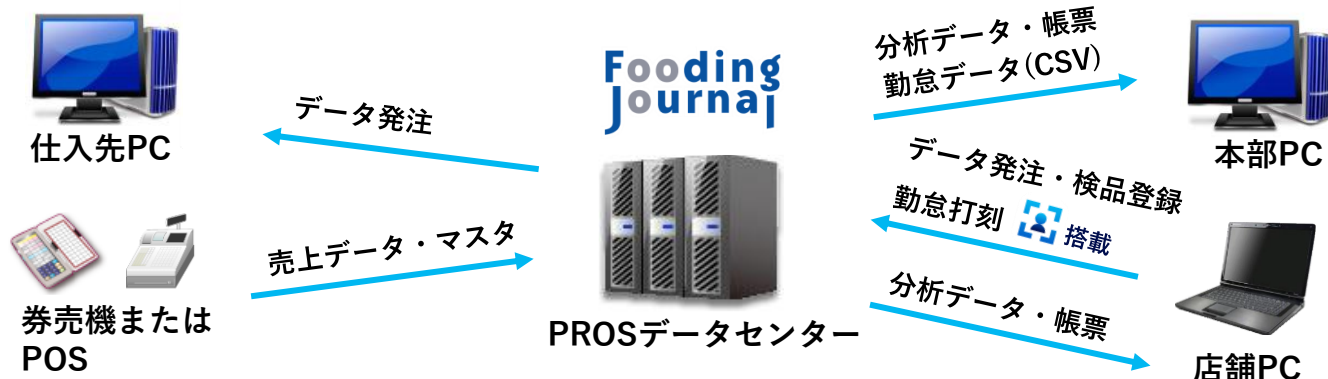 仕入先PC
データ発注
券売機または
POS
売上データ・マスタ
Fooding
Journal
PROSデータセンター
分析データ・帳票
勤怠データ(CSV)
本部PC
データ発注・検品登録
勤怠打刻 搭載
分析データ・帳票
店舗PC